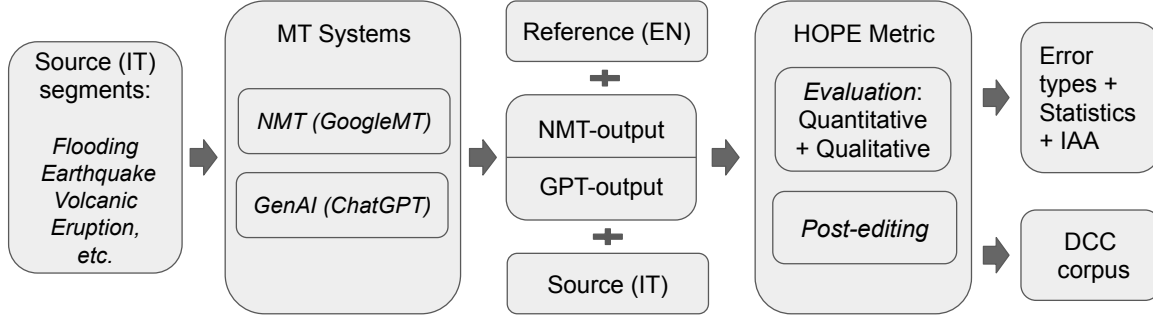 Source (IT)
segments:
Flooding
Earthquake
Volcanic
Eruption,
etc.
MT Systems
NMT (GoogleMT)
GenAI (ChatGPT)
Reference (EN)
NMT-output
GPT-output
Source (IT)
HOPE Metric
Evaluation:
Quantitative
+ Qualitative
Post-editing
Error
types +
Statistics
+ IAA
DCC
corpus